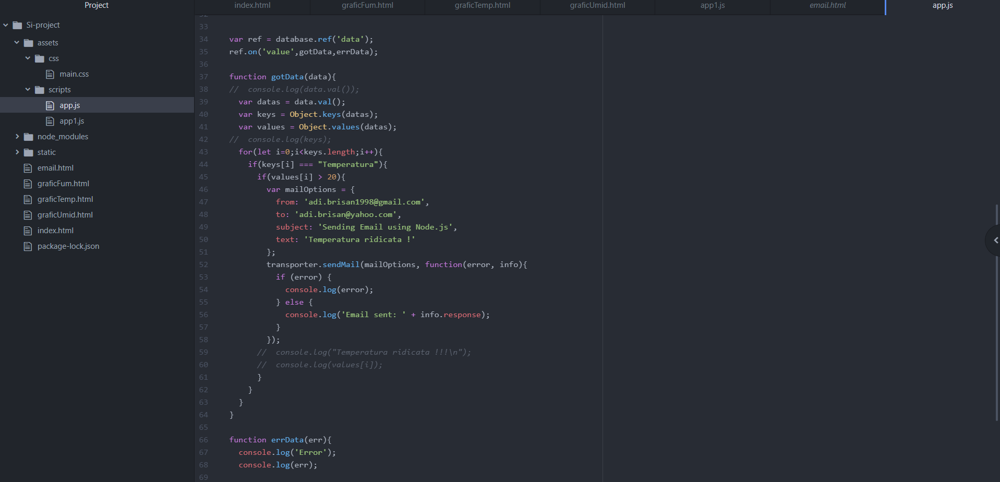 Project
index.html graficFum.html graficTemp.html graficUmid.html app1.js email.html app.js
Si-project
assets
css
main.css
scripts
app.js
app1.js
node_modules
static
email.html
graficFum.html
graficTemp.html
graficUmid.html
index.html
package-lock.json
32
33
34 var ref = database.ref('data');
35 ref.on('value',gotData,errData);
36
37 function gotData(data){
38 //  console.log(data.val());
39   var datas = data.val();
40   var keys = Object.keys(datas);
41   var values = Object.values(datas);
42 //  console.log(keys);
43   for(let i=0;i<keys.length;i++){
44     if(keys[i] === "Temperatura"){
45       if(values[i] > 20){
46         var mailOptions = {
47           from: 'adi.brisan1998@gmail.com',
48           to: 'adi.brisan@yahoo.com',
49           subject: 'Sending Email using Node.js',
50           text: 'Temperatura ridicata !'
51         };
52         transporter.sendMail(mailOptions, function(error, info){
53           if (error) {
54             console.log(error);
55           } else {
56             console.log('Email sent: ' + info.response);
57           }
58         });
59       //  console.log("Temperatura ridicata !!!\n");
60       //  console.log(values[i]);
61       }
62     }
63   }
64 }
65
66 function errData(err){
67   console.log('Error');
68   console.log(err);
69